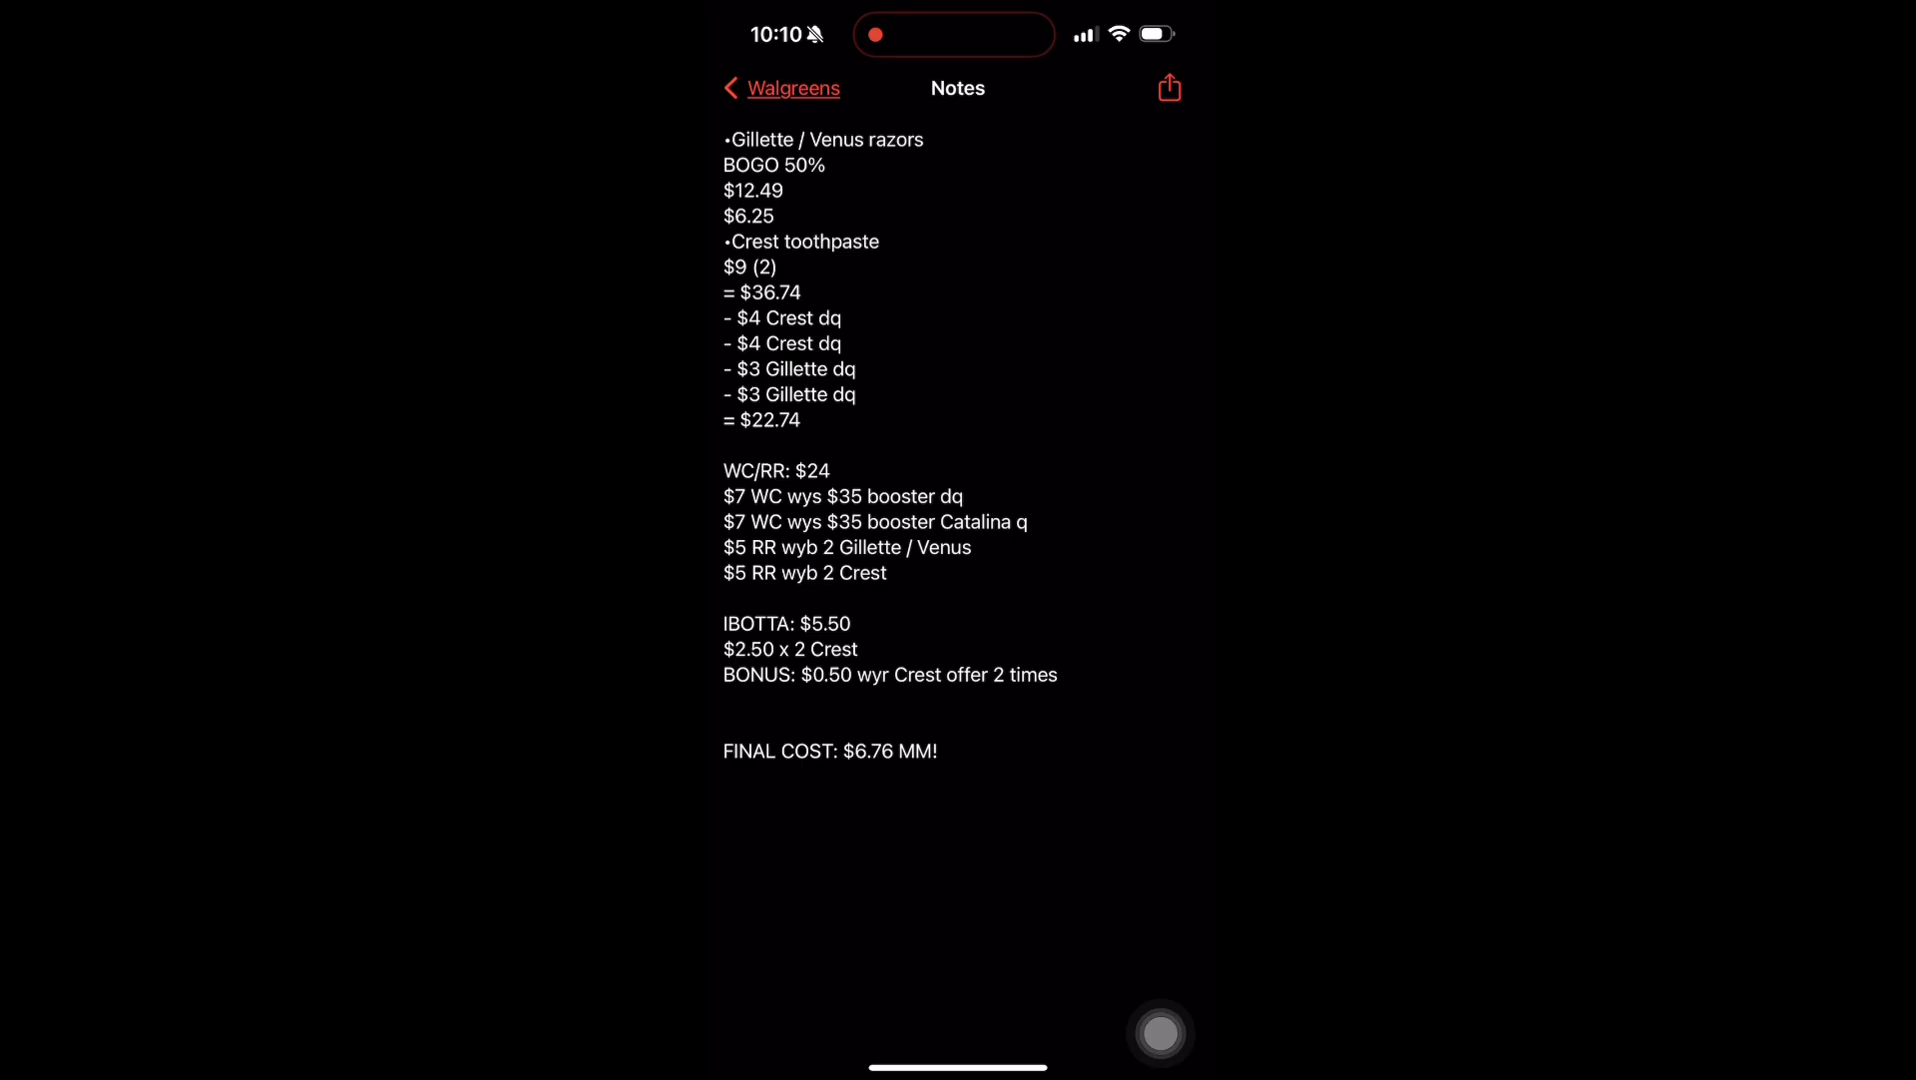 10:10
Walgreens
Notes
•Gillette / Venus razors
BOGO 50%
$12.49
$6.25
•Crest toothpaste
$9 (2)
= $36.74
- $4 Crest dq
- $4 Crest dq
- $3 Gillette dq
- $3 Gillette dq
= $22.74
WC/RR: $24
$7 WC wys $35 booster dq
$7 WC wys $35 booster Catalina q
$5 RR wyb 2 Gillette / Venus
$5 RR wyb 2 Crest
IBOTTA: $5.50
$2.50 x 2 Crest
BONUS: $0.50 wyr Crest offer 2 times
FINAL COST: $6.76 MM!